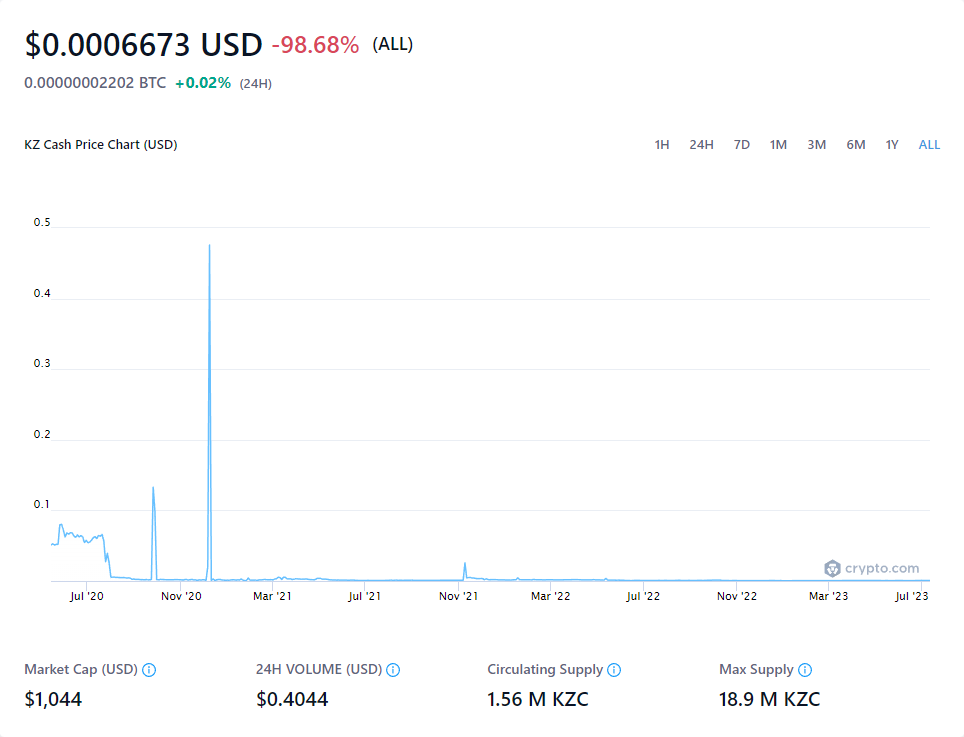 $0.0006673 USD -98.68% (ALL)
0.00000002202 BTC +0.02% (24H)
KZ Cash Price Chart (USD) 1H 24H 7D 1M 3M 6M 1Y ALL
0.5
0.4
0.3
0.2
0.1
crypto.com
Jul '20 Nov '20 Mar '21 Jul '21 Nov '21 Mar '22 Jul '22 Nov '22 Mar '23 Jul '23
Market Cap (USD) 24H VOLUME (USD) Circulating Supply Max Supply
$1,044 $0.4044 1.56 M KZC 18.9 M KZC